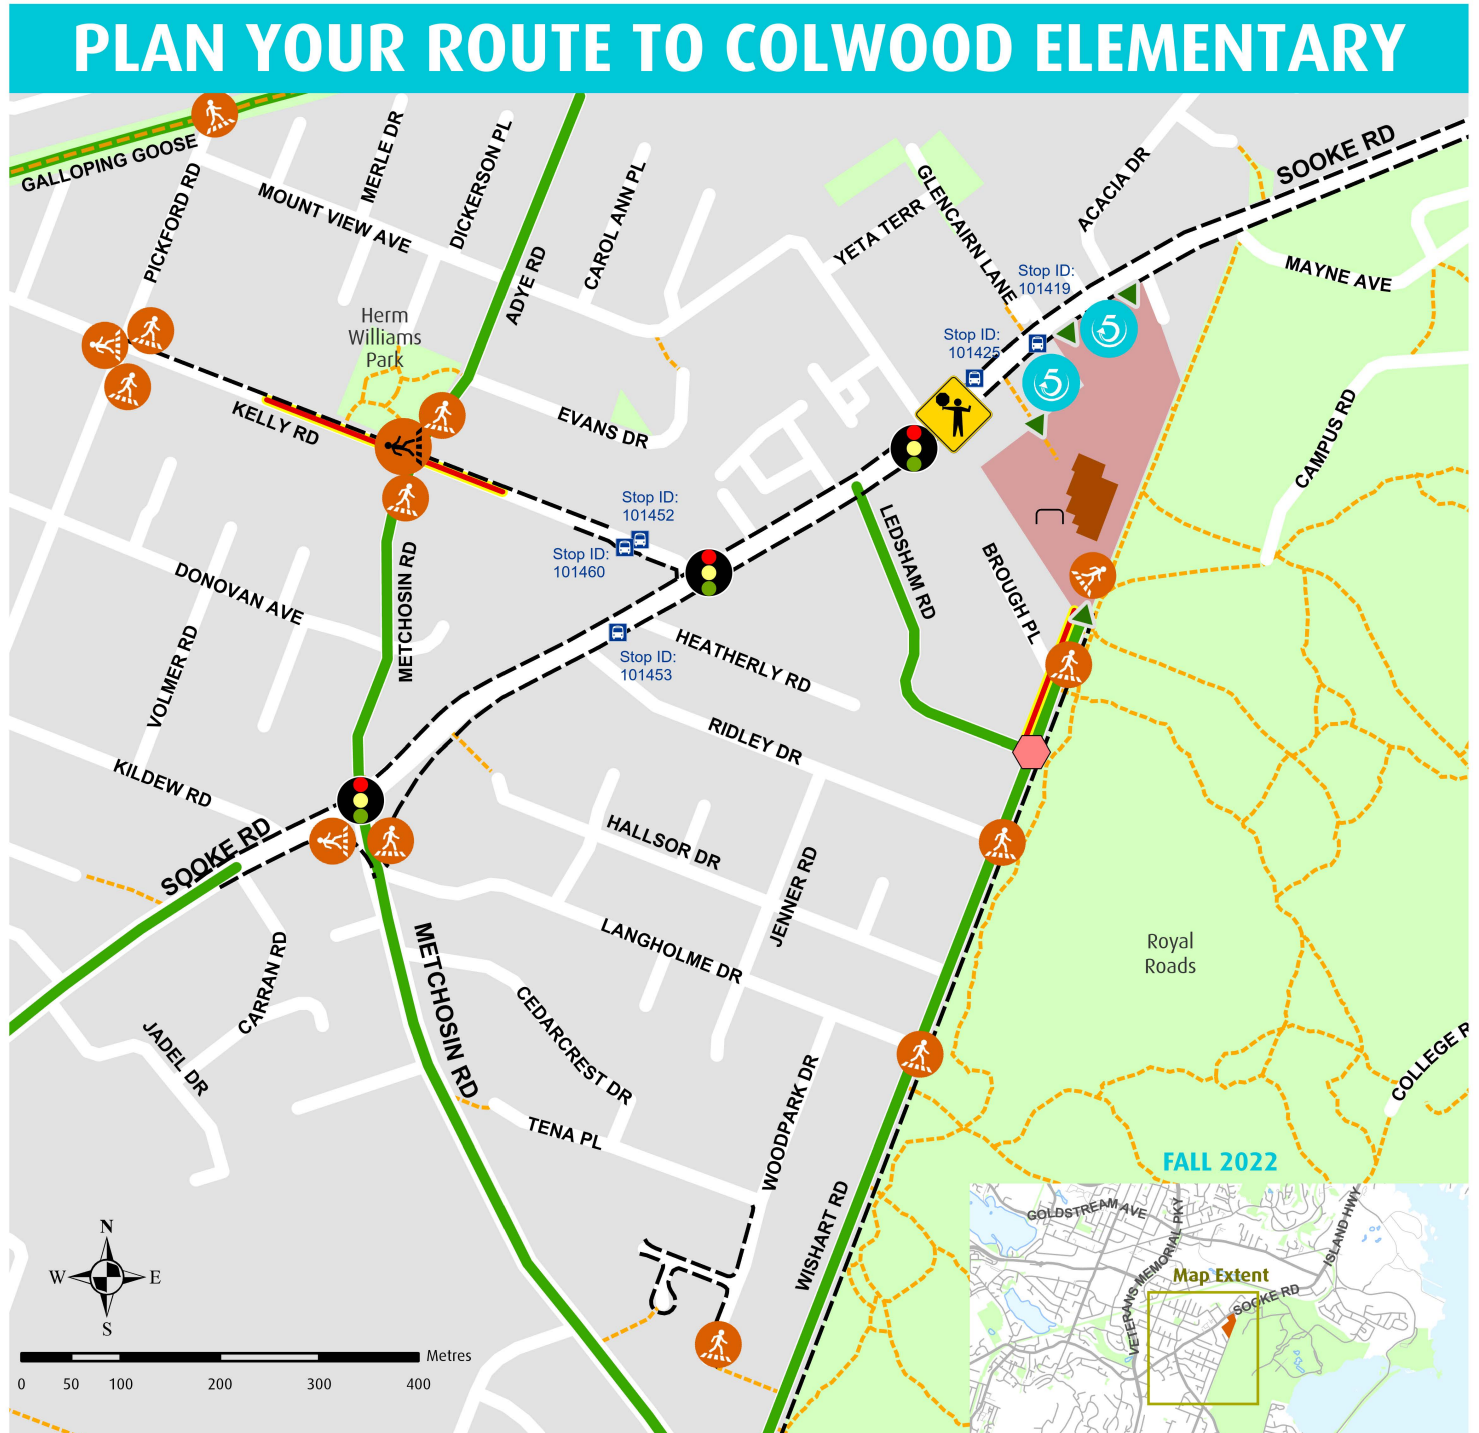 PLAN YOUR ROUTE TO COLWOOD ELEMENTARY
GALLOPING GOOSE
PICKFORD RD
MERLE DR
MOUNT VIEW AVE
DICKERSON PL
ADYE RD
CAROL ANN PL
YETA TERR
GLENCAIRN LANE
ACACIA DR
SOOKE RD
MAYNE AVE
Stop ID:
101419
Stop ID:
101425
5
5
Herm
Williams
Park
KELLY RD
EVANS DR
CAMPUS RD
Stop ID:
101452
Stop ID:
101460
Stop ID:
101453
LEDSHAM RD
BROUGH PL
DONOVAN AVE
METCHOSIN RD
VOLMER RD
HEATHERLY RD
RIDLEY DR
KILDEW RD
SOOKE RD
HALLSOR DR
JENNER RD
LANGHOLME DR
METCHOSIN RD
CARRAN RD
JADEL DR
CEDARCREST DR
TENA PL
WOODPARK DR
WISHART RD
Royal
Roads
COLLEGE R
FALL 2022
GOLDSTREAM AVE
VETERANS MEMORIAL PKY
ISLAND HWY
Map Extent
SOOKE RD
N
W
E
S
Metres
0 50 100 200 300 400